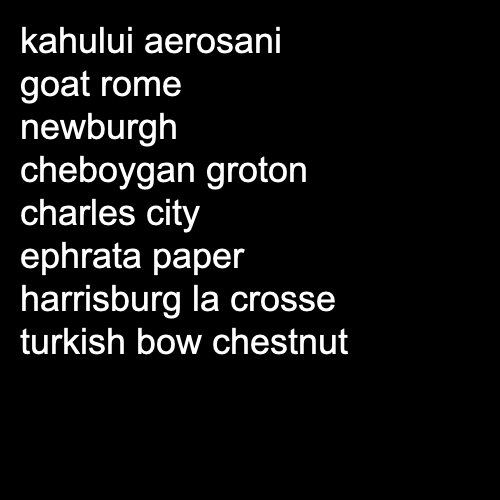 kahului aerosani
goat rome
newburgh
cheboygan groton
charles city
ephrata paper
harrisburg la crosse
turkish bow chestnut